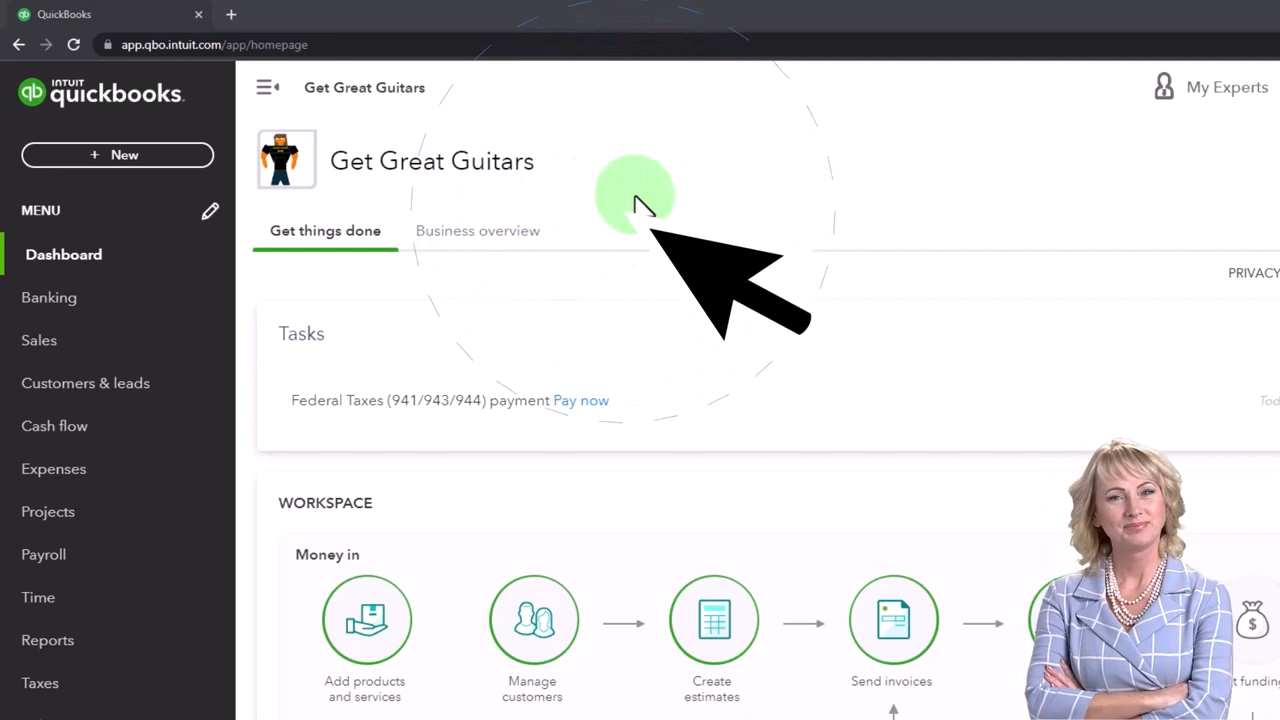 QuickBooks
app.qbo.intuit.com/app/homepage
INTUIT
quickbooks.
+ New
MENU
Dashboard
Banking
Sales
Customers & leads
Cash flow
Expenses
Projects
Payroll
Time
Reports
Taxes
Get Great Guitars
My Experts
Get Great Guitars
Get things done
Business overview
PRIVACY
Tasks
Federal Taxes (941/943/944) payment Pay now
WORKSPACE
Money in
Add products
and services
Manage
customers
Create
estimates
Send invoices
funding